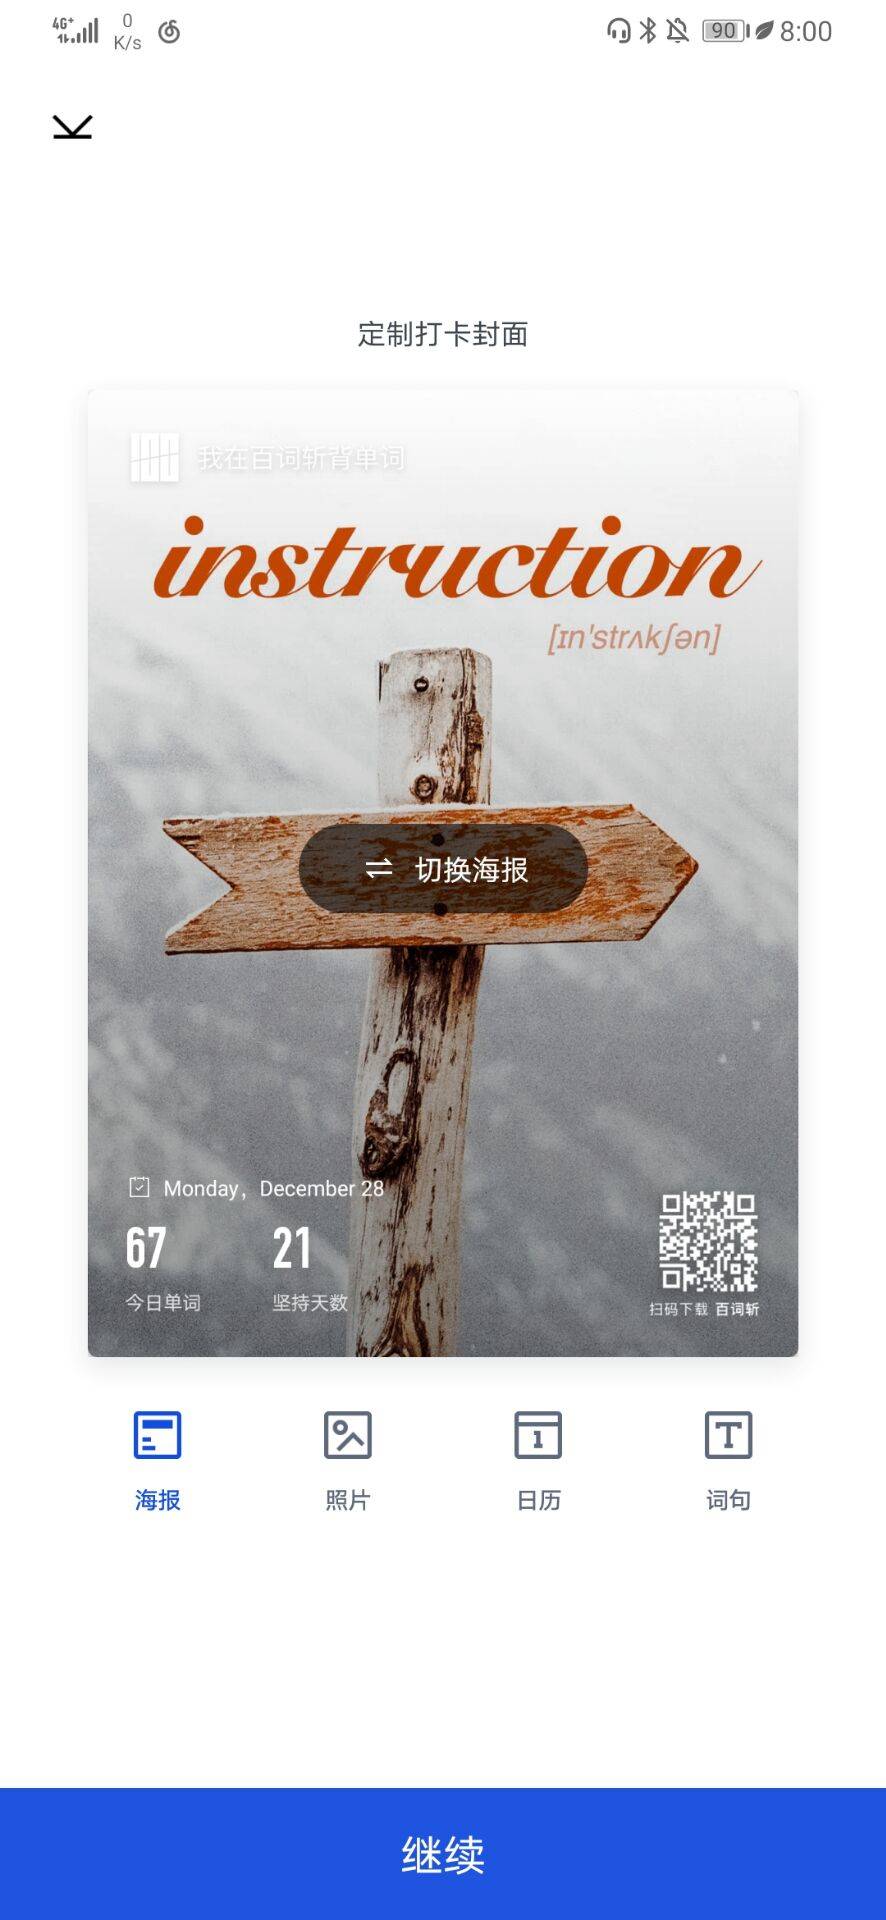 4G+
0
K/s
90
8:00
定制打卡封面
我在百词斩背单词
instruction
[ɪn'strʌkʃən]
切换海报
Monday，December 28
67
21
今日单词
坚持天数
扫码下载 百词斩
海报
照片
1
日历
T
词句
继续